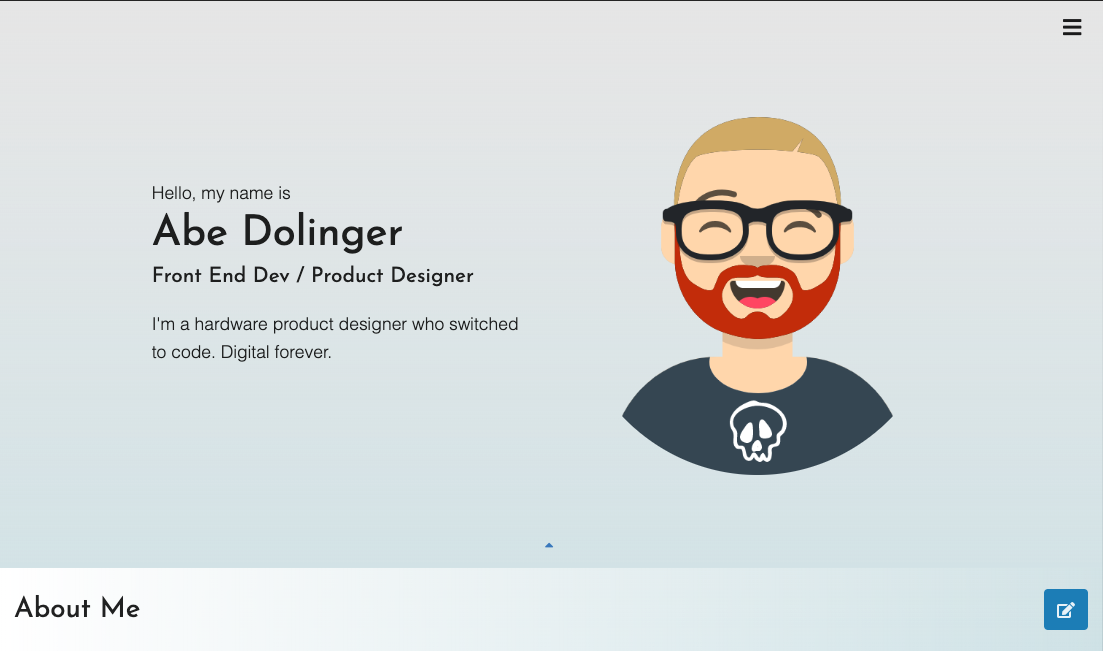 Hello, my name is
Abe Dolinger
Front End Dev / Product Designer
I'm a hardware product designer who switched
to code. Digital forever.
About Me